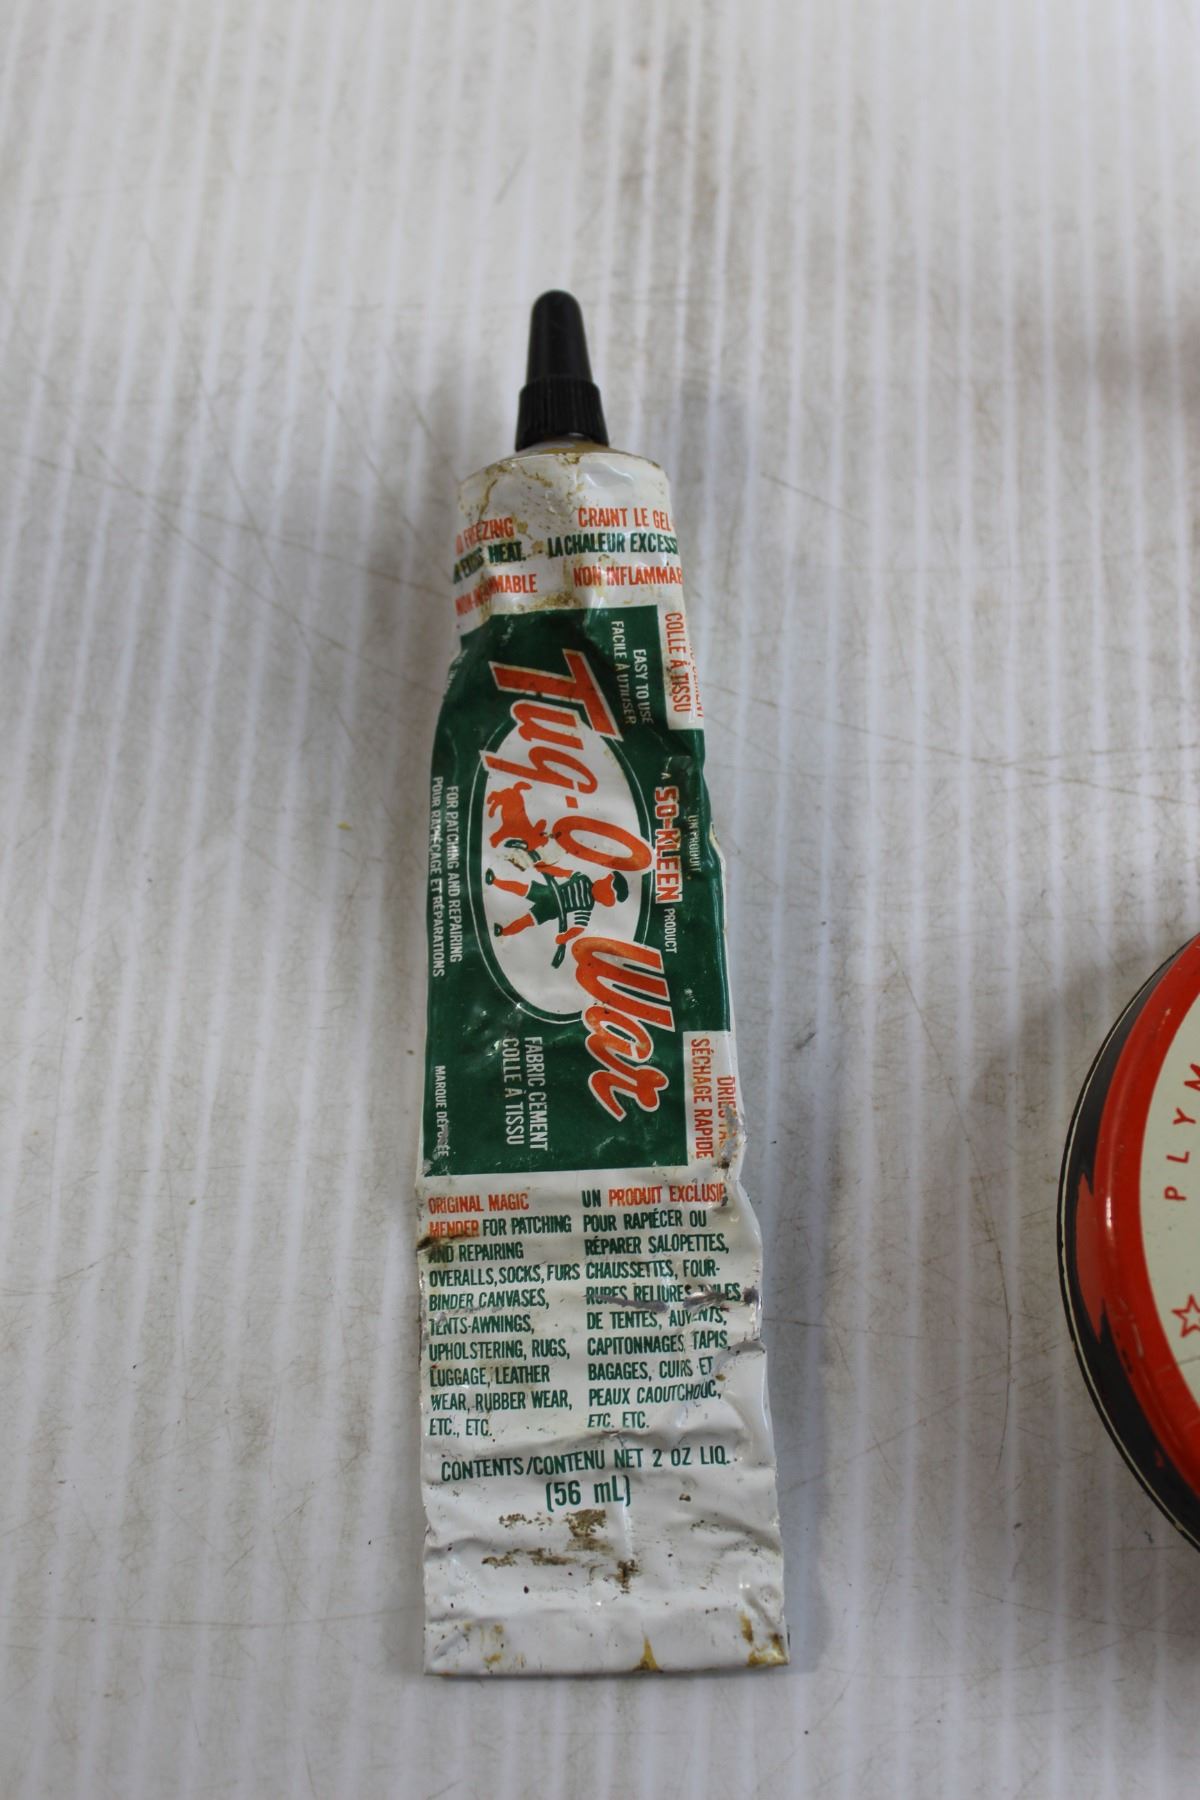 FREEZING
HEAT.
CRAINT LE GEL
LA CHALEUR EXCESS
NON-INFLAMMABLE
NON INFLAMMAB
COLLE À TISSU
EASY TO USE
FACILE À UTILISER
Tug-O-War
UN PRODUIT
A SO-KLEEN PRODUCT
FOR PATCHING AND REPAIRING
POUR RAPIÉCAGE ET RÉPARATIONS
FABRIC CEMENT
COLLE À TISSU
MARQUE DÉPOSÉE
SÉCHAGE RAPIDE
ORIGINAL MAGIC
MENDER FOR PATCHING
AND REPAIRING
OVERALLS, SOCKS, FURS
BINDER CANVASES,
TENTS-AWNINGS,
UPHOLSTERING, RUGS,
LUGGAGE, LEATHER
WEAR, RUBBER WEAR,
ETC., ETC.
UN PRODUIT EXCLUSIF
POUR RAPIÉCER OU
RÉPARER SALOPETTES,
CHAUSSETTES, FOUR-
RURES RELIURES TOILES
DE TENTES, AUVENTS,
CAPITONNAGES, TAPIS,
BAGAGES, CUIRS ET
PEAUX CAOUTCHOUC,
ETC. ETC.
CONTENTS/CONTENU NET 2 OZ LIQ.
(56 mL)
PLYM